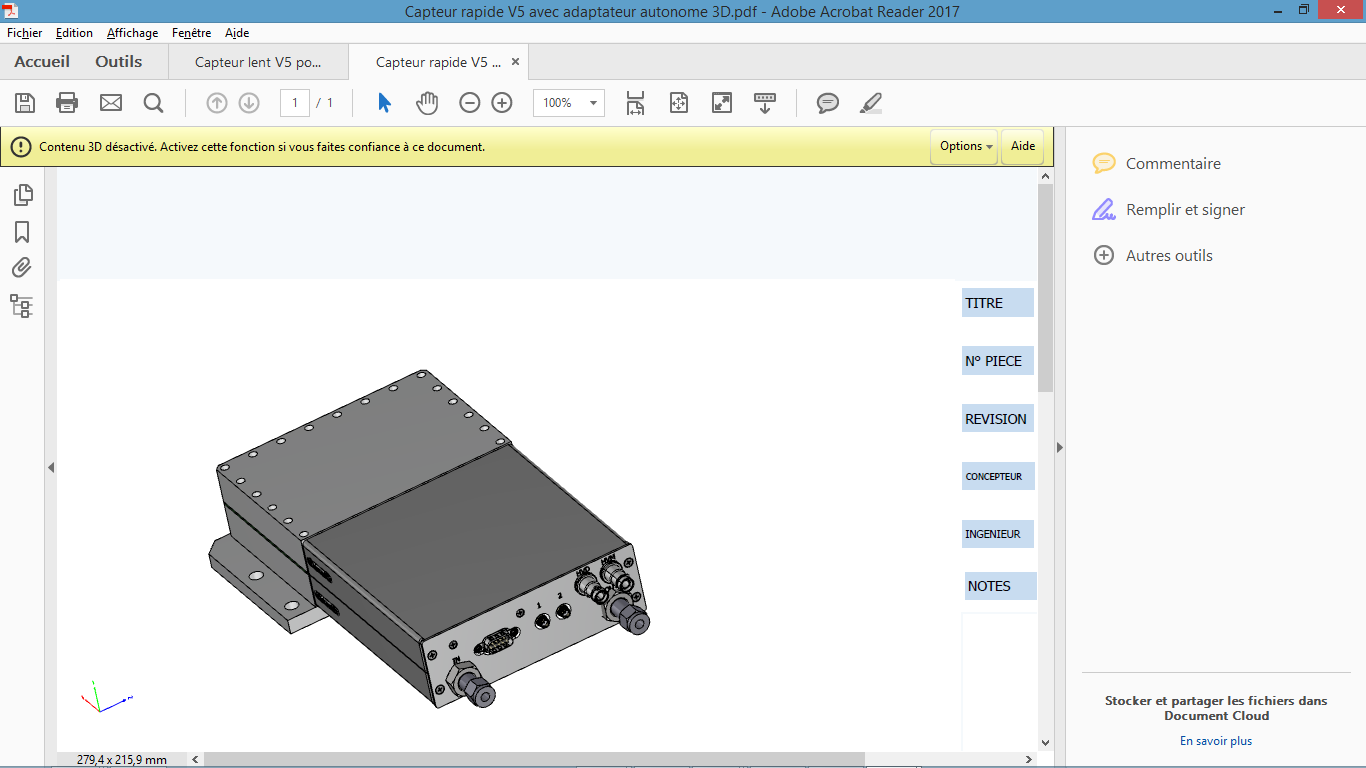 Capteur rapide V5 avec adaptateur autonome 3D.pdf - Adobe Acrobat Reader 2017
Fichier Edition Affichage Fenêtre Aide
Accueil Outils Capteur lent V5 po... Capteur rapide V5 ...
1 / 1 100%
Contenu 3D désactivé. Activez cette fonction si vous faites confiance à ce document. Options Aide
Commentaire
Remplir et signer
Autres outils
TITRE
N° PIECE
REVISION
CONCEPTEUR
INGENIEUR
NOTES
1 2
IN
Stocker et partager les fichiers dans
Document Cloud
En savoir plus
279,4 x 215,9 mm